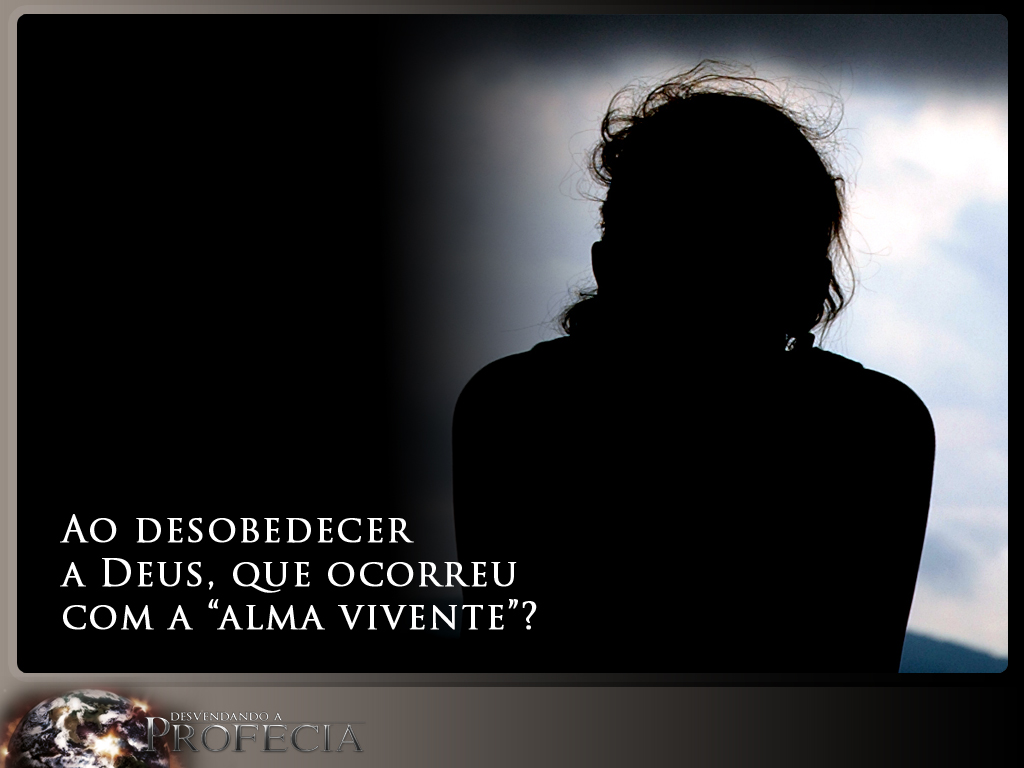 Ao desobedecer
a Deus, que ocorreu
com a “alma vivente”?
Desvendando a
Profecia